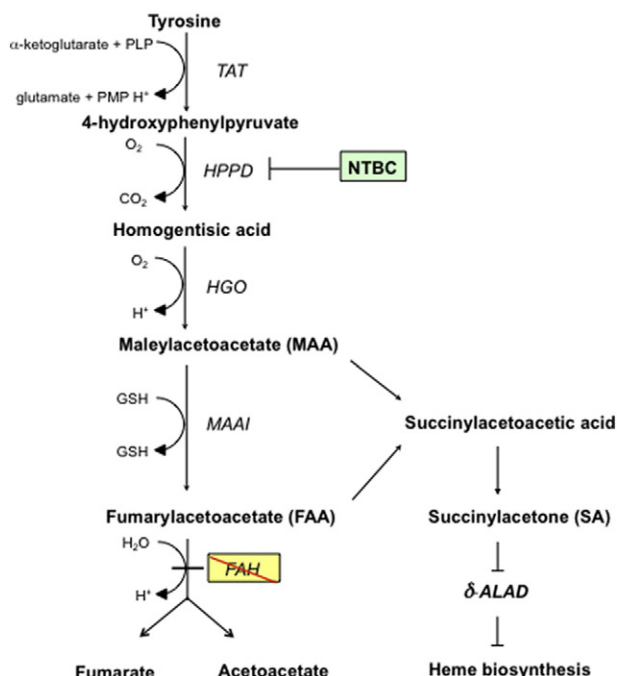 Tyrosine
α-ketoglutarate + PLP
TAT
glutamate + PMP H⁺
4-hydroxyphenylpyruvate
O₂
HPPD
NTBC
CO₂
Homogentisic acid
O₂
HGO
H⁺
Maleylacetoacetate (MAA)
GSH
MAAI
Succinylacetoacetic acid
GSH
Fumarylacetoacetate (FAA)
Succinylacetone (SA)
H₂O
FAH
H⁺
δ-ALAD
Fumarate
Acetoacetate
Heme biosynthesis